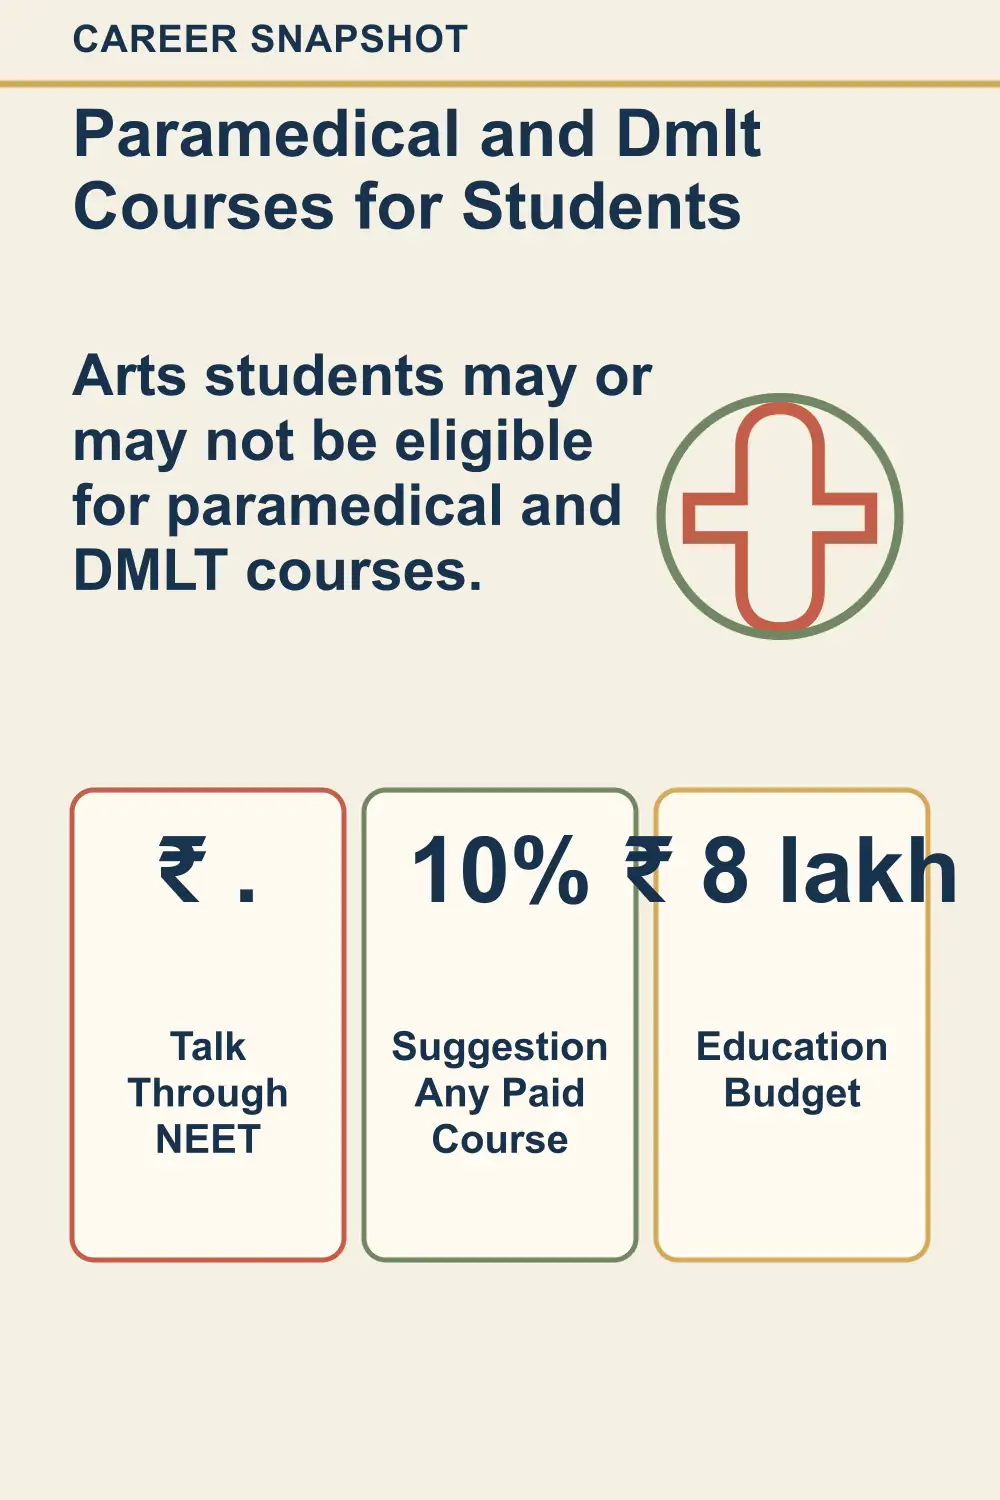 CAREER SNAPSHOT
Paramedical and Dmlt
Courses for Students
Arts students may or
may not be eligible
for paramedical and
DMLT courses.
₹ .
Talk
Through
NEET
10%
Suggestion
Any Paid
Course
₹ 8 lakh
Education
Budget